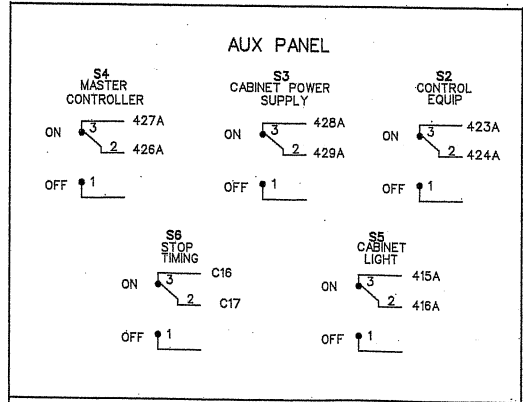 AUX PANEL
S4
MASTER
CONTROLLER
ON
3
427A
2
426A
OFF
1
S3
CABINET POWER
SUPPLY
ON
3
428A
2
429A
OFF
1
S2
CONTROL
EQUIP
ON
3
423A
2
424A
OFF
1
S6
STOP
TIMING
ON
3
C16
2
C17
OFF
1
S5
CABINET
LIGHT
ON
3
415A
2
416A
OFF
1